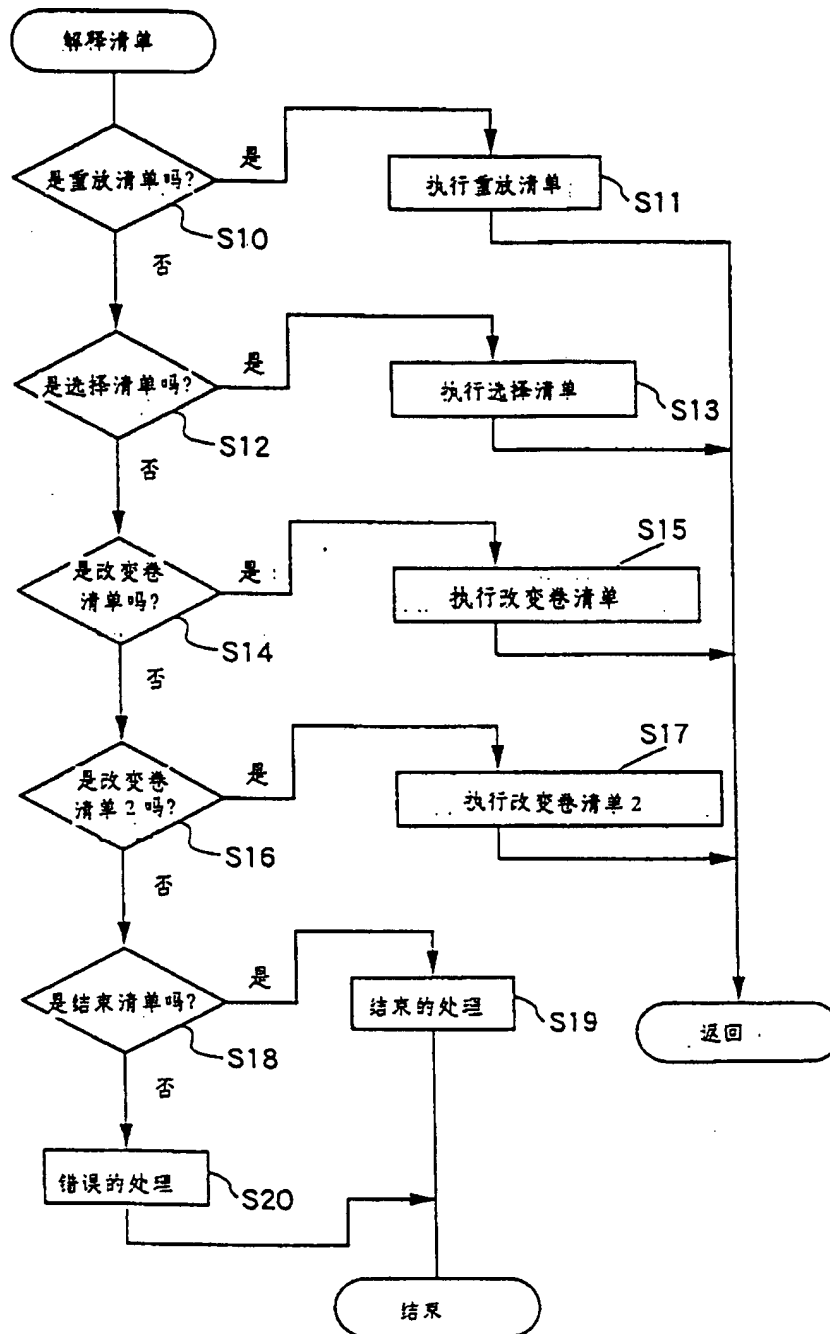 解释清单
是重放清单吗?
是
执行重放清单
S11
S10
否
是选择清单吗?
是
执行选择清单
S13
S12
否
S15
是改变卷
清单吗?
是
执行改变卷清单
S14
否
S17
是改变卷
清单2吗?
是
执行改变卷清单2
S16
否
是结束清单吗?
是
结束的处理
S19
返回
S18
否
错误的处理
S20
结束